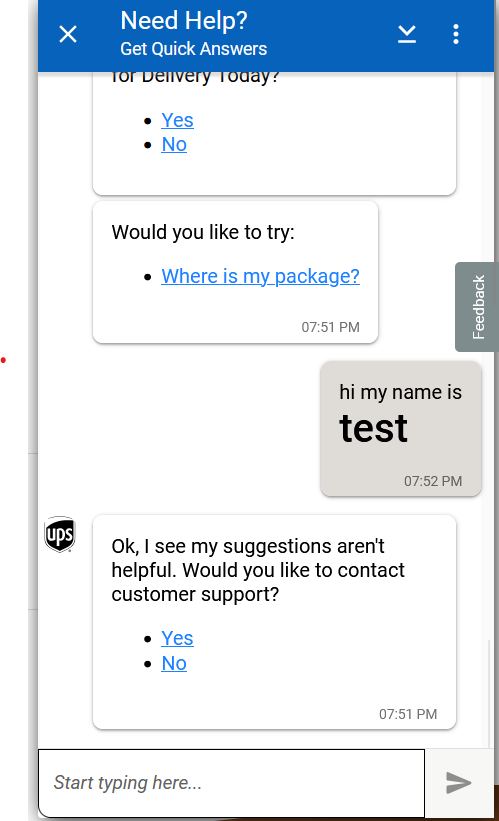 Need Help?
Get Quick Answers
for Delivery Today?
Yes
No
Would you like to try:
Where is my package?
07:51 PM
Feedback
hi my name is
test
07:52 PM
ups
Ok, I see my suggestions aren't
helpful. Would you like to contact
customer support?
Yes
No
07:51 PM
Start typing here...